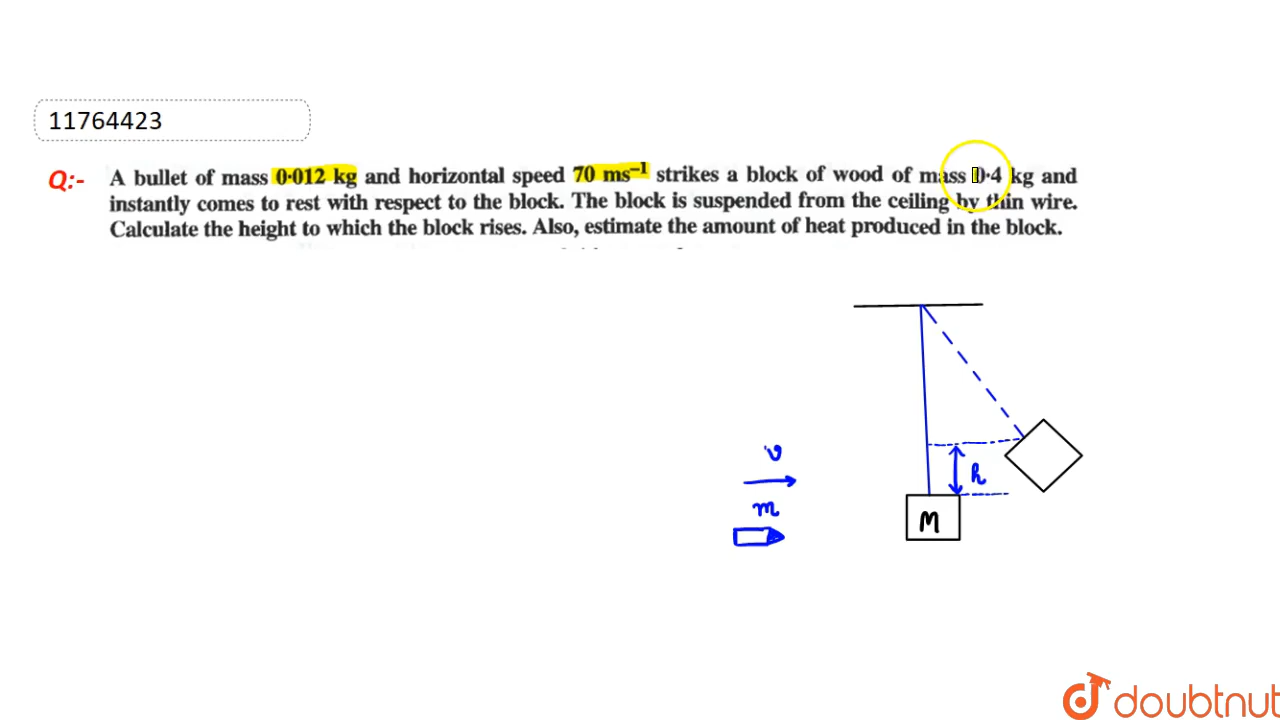 11764423
Q:- A bullet of mass 0·012 kg and horizontal speed 70 ms⁻¹ strikes a block of wood of mass 0·4 kg and
instantly comes to rest with respect to the block. The block is suspended from the ceiling by thin wire.
Calculate the height to which the block rises. Also, estimate the amount of heat produced in the block.
v
h
m
M
doubtnut